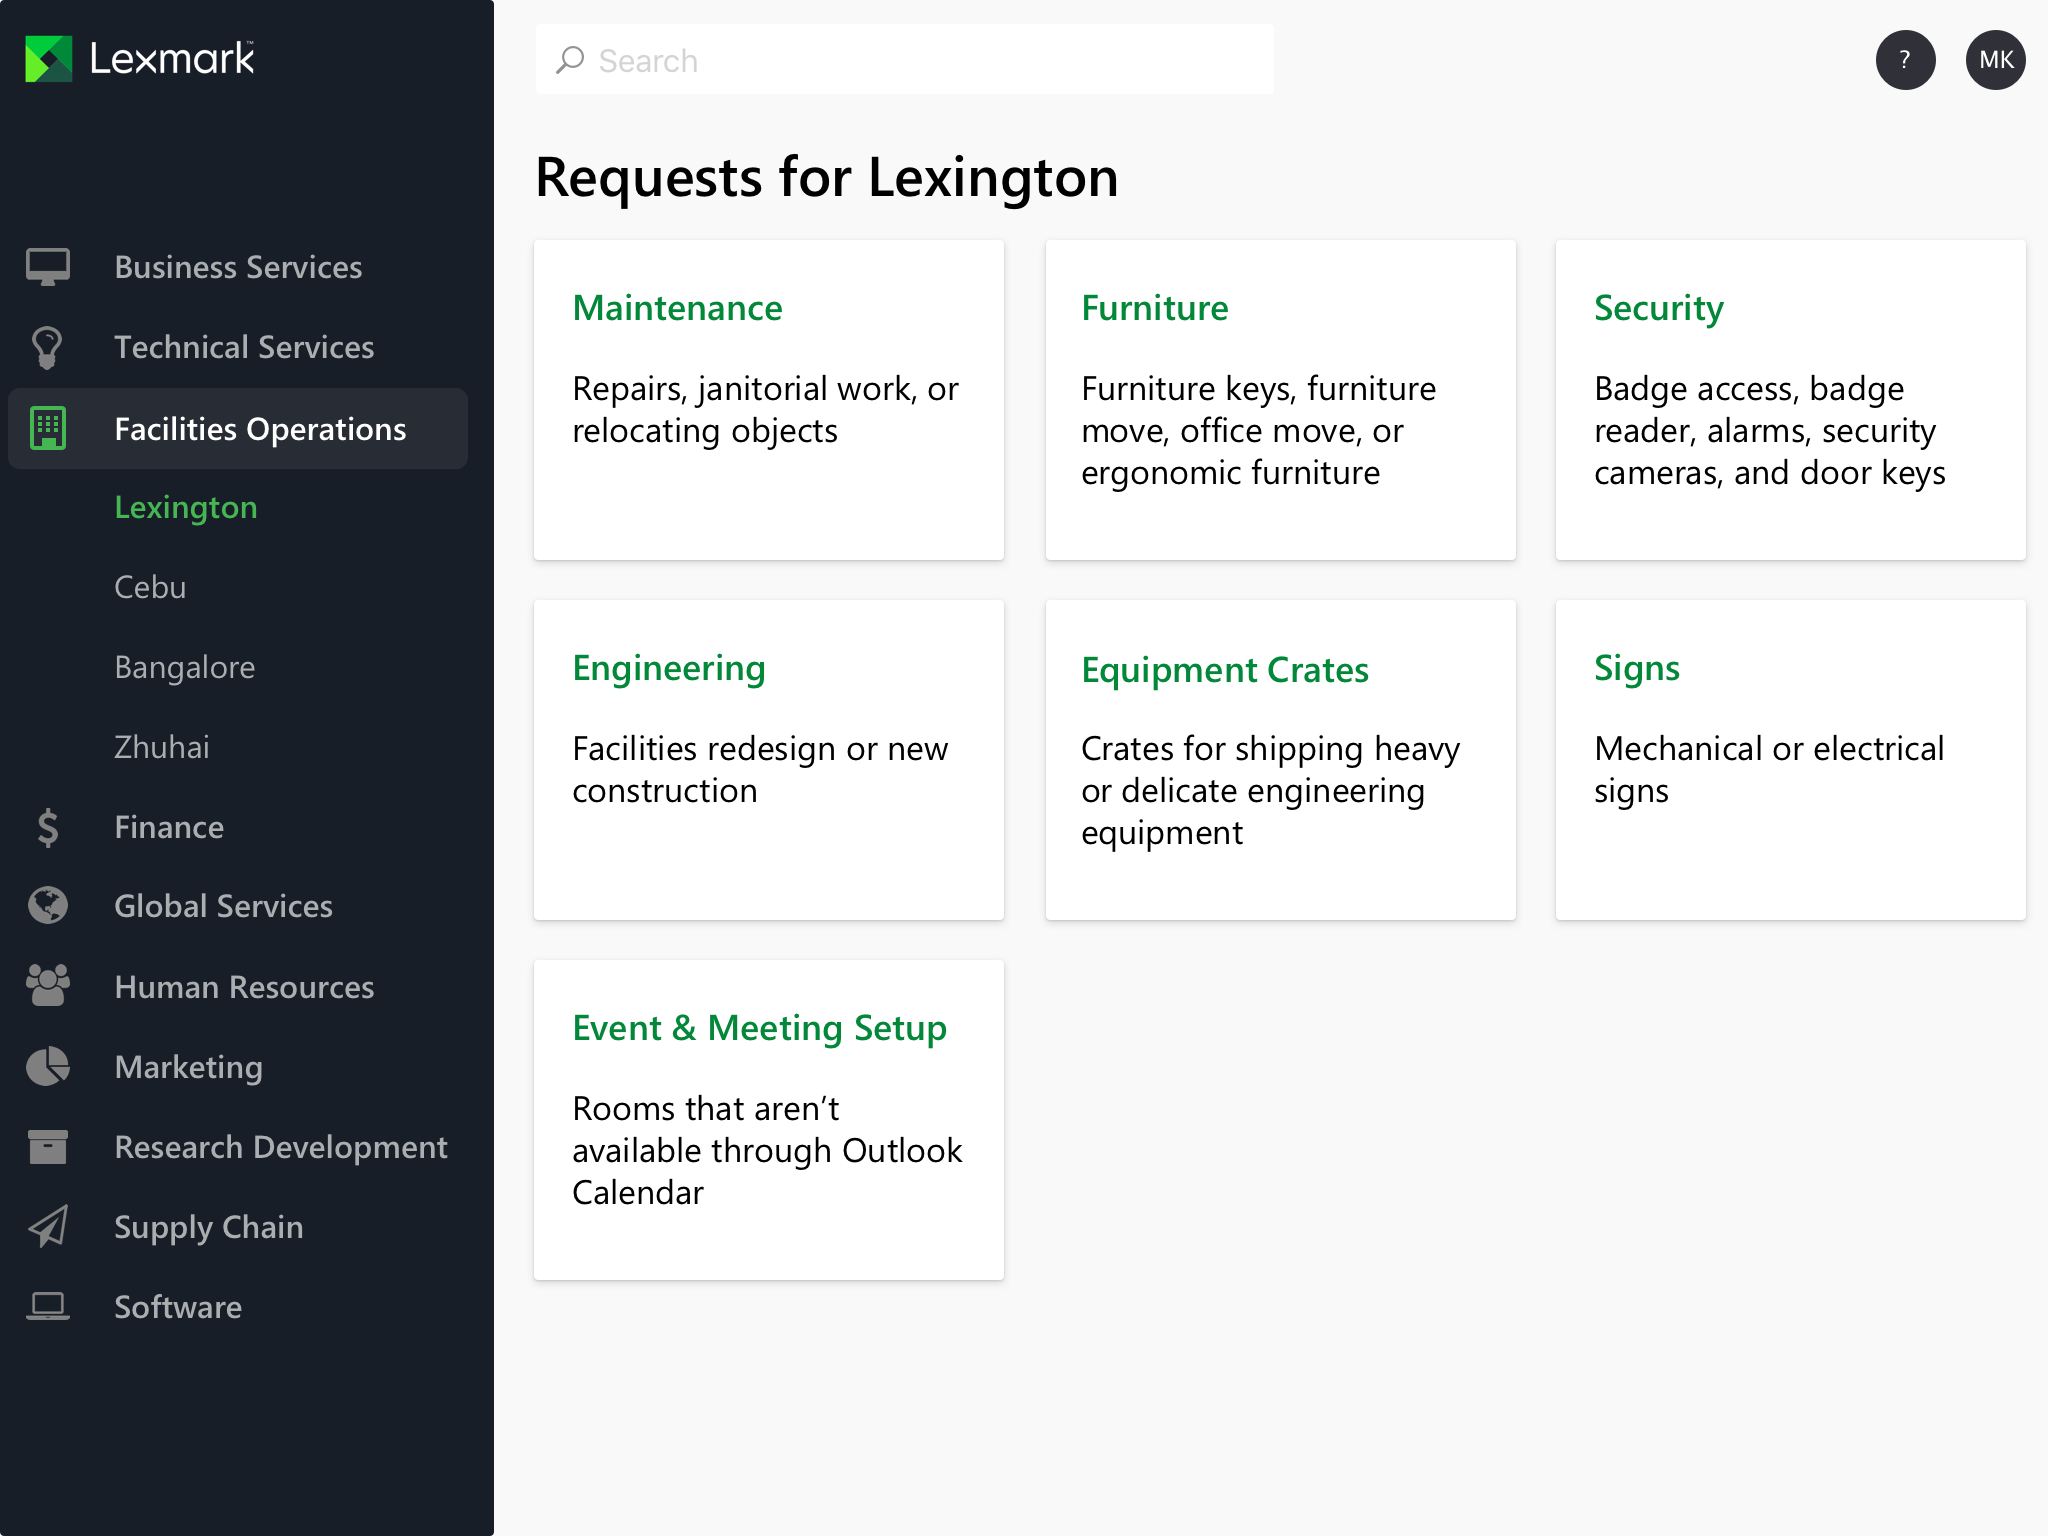 Lexmark™
Search
?
MK
Business Services
Technical Services
Facilities Operations
Lexington
Cebu
Bangalore
Zhuhai
Finance
Global Services
Human Resources
Marketing
Research Development
Supply Chain
Software
Requests for Lexington
Maintenance
Repairs, janitorial work, or
relocating objects
Furniture
Furniture keys, furniture
move, office move, or
ergonomic furniture
Security
Badge access, badge
reader, alarms, security
cameras, and door keys
Engineering
Facilities redesign or new
construction
Equipment Crates
Crates for shipping heavy
or delicate engineering
equipment
Signs
Mechanical or electrical
signs
Event & Meeting Setup
Rooms that aren’t
available through Outlook
Calendar